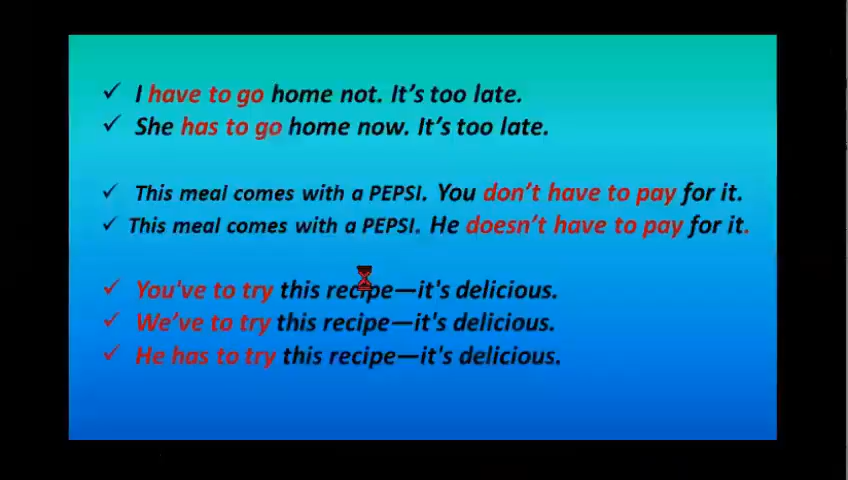 I have to go home not. It's too late.
She has to go home now. It's too late.
This meal comes with a PEPSI. You don't have to pay for it.
This meal comes with a PEPSI. He doesn't have to pay for it.
You've to try this recipe—it's delicious.
We've to try this recipe—it's delicious.
He has to try this recipe—it's delicious.